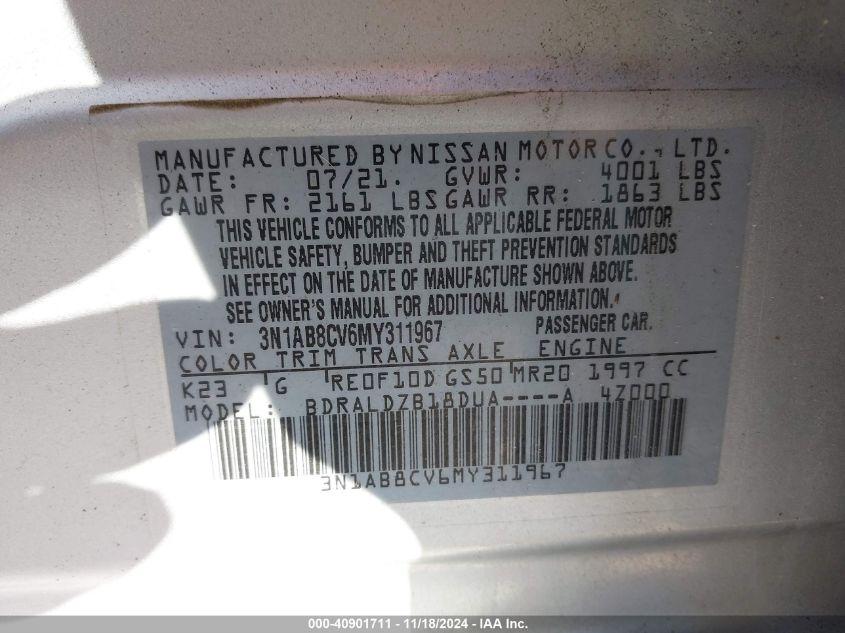 MANUFACTURED BY NISSAN MOTOR CO., LTD.
DATE: 07/21. GVWR: 4001 LBS
GAWR FR: 2161 LBS GAWR RR: 1863 LBS
THIS VEHICLE CONFORMS TO ALL APPLICABLE FEDERAL MOTOR
VEHICLE SAFETY, BUMPER AND THEFT PREVENTION STANDARDS
IN EFFECT ON THE DATE OF MANUFACTURE SHOWN ABOVE.
SEE OWNER'S MANUAL FOR ADDITIONAL INFORMATION.
VIN: 3N1AB8CV6MY311967 PASSENGER CAR.
COLOR TRIM TRANS AXLE ENGINE
K23 G RE0F10D GS50 MR20 1997 CC
MODEL: BDRALDZB18DUA----A 4Z000
3N1AB8CV6MY311967
000-40901711 - 11/18/2024 - IAA Inc.